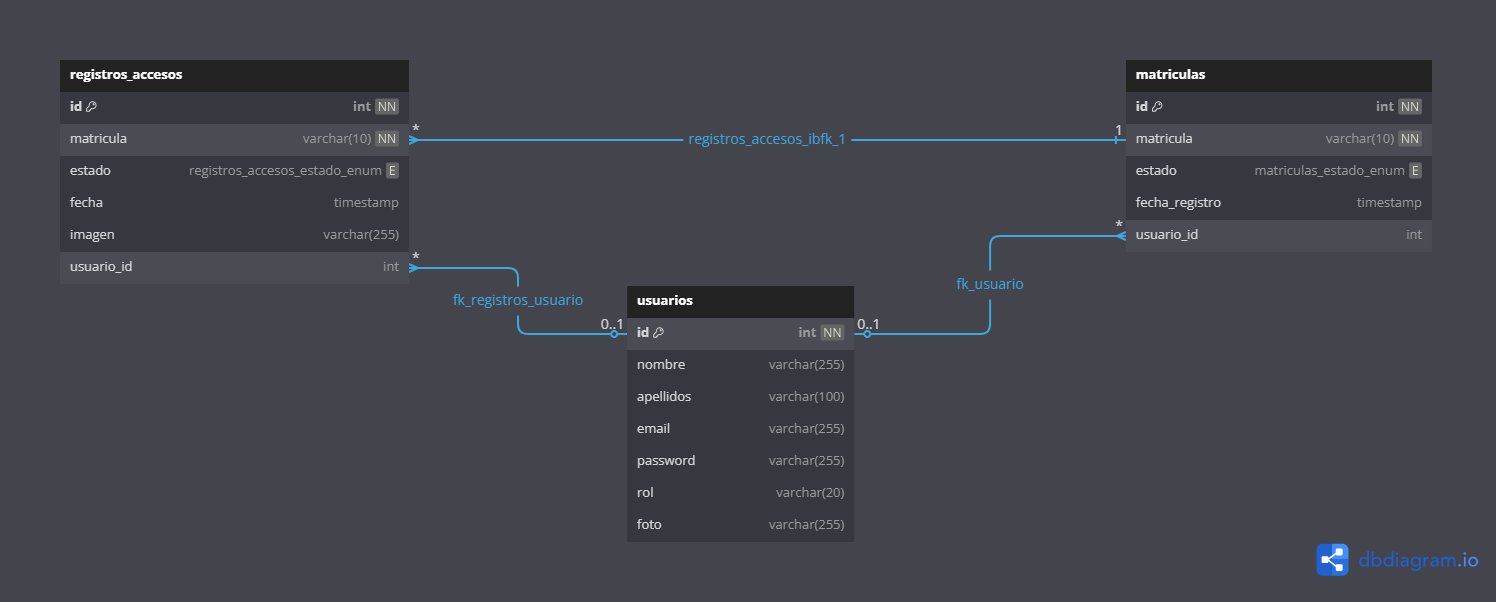 registros_accesos
id int NN
matricula varchar(10) NN
estado registros_accesos_estado_enum E
fecha timestamp
imagen varchar(255)
usuario_id int
* registros_accesos_ibfk_1 1
matriculas
id int NN
matricula varchar(10) NN
estado matriculas_estado_enum E
fecha_registro timestamp
usuario_id int
* fk_registros_usuario 0..1
* fk_usuario 0..1
usuarios
id int NN
nombre varchar(255)
apellidos varchar(100)
email varchar(255)
password varchar(255)
rol varchar(20)
foto varchar(255)
dbdiagram.io